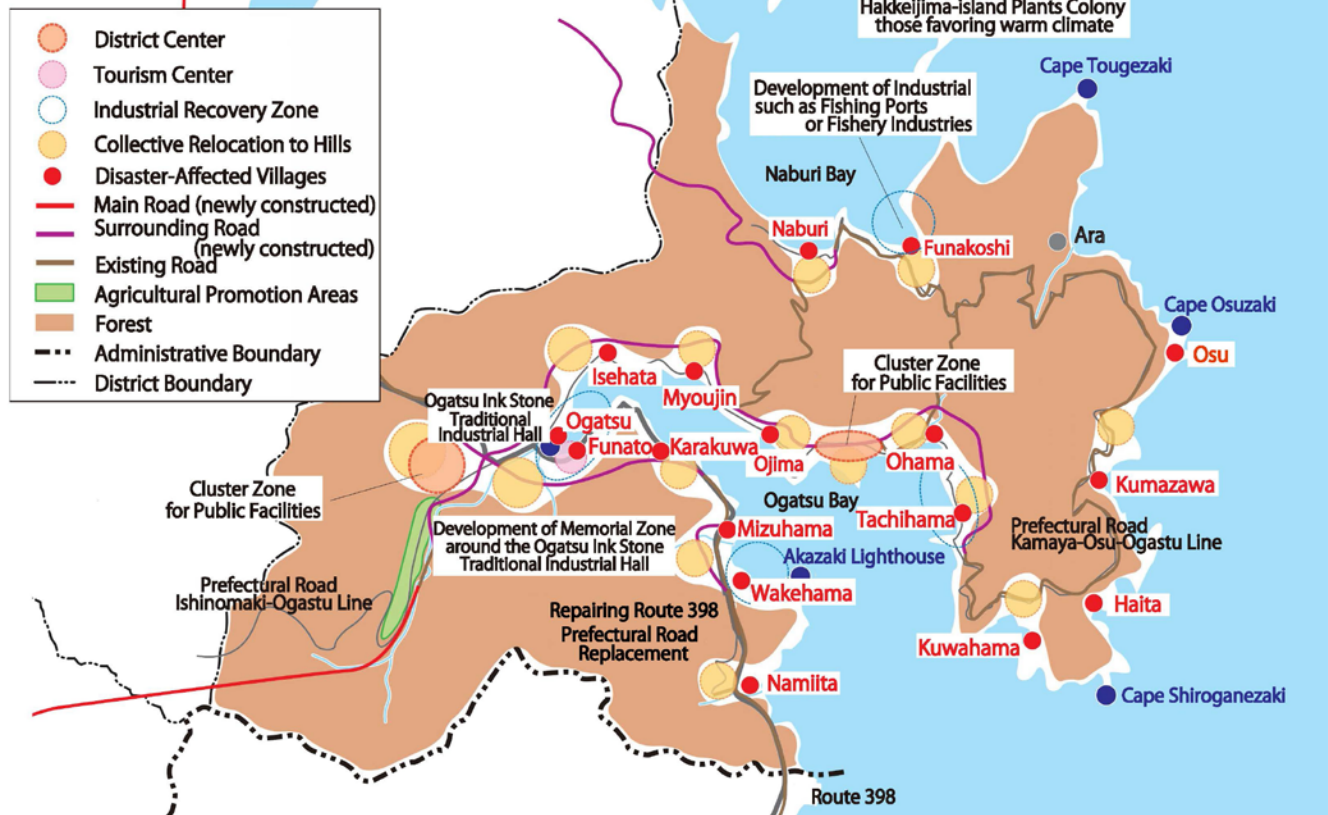 District Center
Tourism Center
Industrial Recovery Zone
Collective Relocation to Hills
Disaster-Affected Villages
Main Road (newly constructed)
Surrounding Road
(newly constructed)
Existing Road
Agricultural Promotion Areas
Forest
Administrative Boundary
District Boundary
Hakkeijima-island Plants Colony
those favoring warm climate
Cape Tougezaki
Development of Industrial
such as Fishing Ports
or Fishery Industries
Naburi Bay
Naburi
Funakoshi
Ara
Cape Osuzaki
Osu
Cluster Zone
for Public Facilities
Isehata
Myoujin
Ogatsu Ink Stone
Traditional
Industrial Hall
Ogatsu
Funato
Karakuwa
Ojima
Ohama
Kumazawa
Cluster Zone
for Public Facilities
Ogatsu Bay
Tachihama
Development of Memorial Zone
around the Ogatsu Ink Stone
Traditional Industrial Hall
Mizuhama
Prefectural Road
Kamaya-Osu-Ogastu Line
Akazaki Lighthouse
Wakehama
Prefectural Road
Ishinomaki-Ogastu Line
Repairing Route 398
Prefectural Road
Replacement
Haita
Kuwahama
Namiita
Cape Shiroganezaki
Route 398